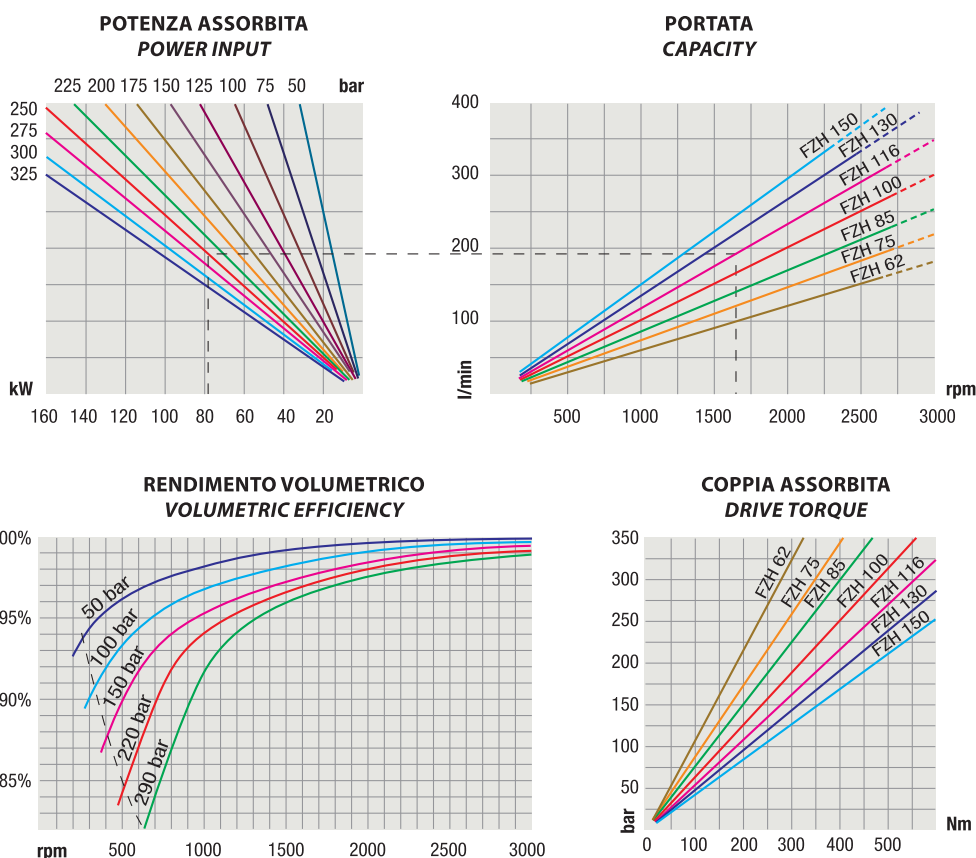 POTENZA ASSORBITA
POWER INPUT
225 200 175 150 125 100 75 50 bar
250
275
300
325
kW
160 140 120 100 80 60 40 20
PORTATA
CAPACITY
400
300
200
100
l/min
FZH 150
FZH 130
FZH 116
FZH 100
FZH 85
FZH 75
FZH 62
rpm
500 1000 1500 2000 2500 3000
RENDIMENTO VOLUMETRICO
VOLUMETRIC EFFICIENCY
00%
95%
90%
85%
50 bar
100 bar
150 bar
220 bar
290 bar
rpm 500 1000 1500 2000 2500 3000
COPPIA ASSORBITA
DRIVE TORQUE
350
300
250
200
150
100
50
bar
FZH 62
FZH 75
FZH 85
FZH 100
FZH 116
FZH 130
FZH 150
Nm
0 100 200 300 400 500